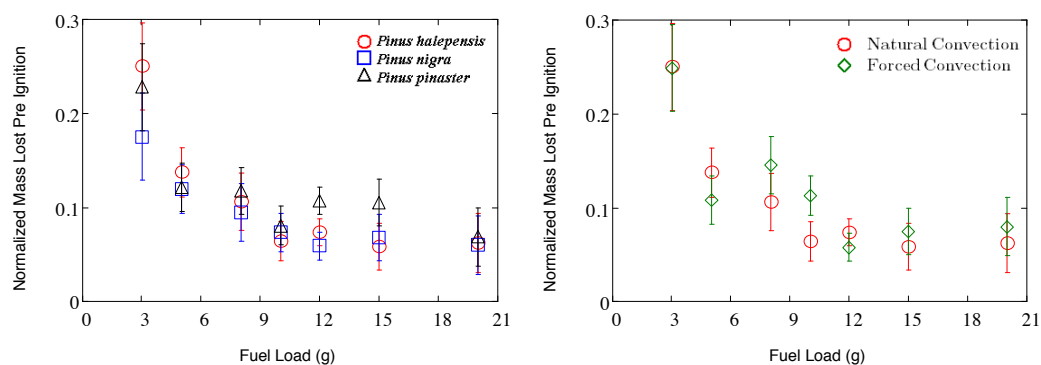 Normalized Mass Lost Pre Ignition
0.3
0.2
0.1
0
0 3 6 9 12 15 18 21
Fuel Load (g)
Pinus halepensis
Pinus nigra
Pinus pinaster
Normalized Mass Lost Pre Ignition
0.3
0.2
0.1
0
0 3 6 9 12 15 18 21
Fuel Load (g)
Natural Convection
Forced Convection